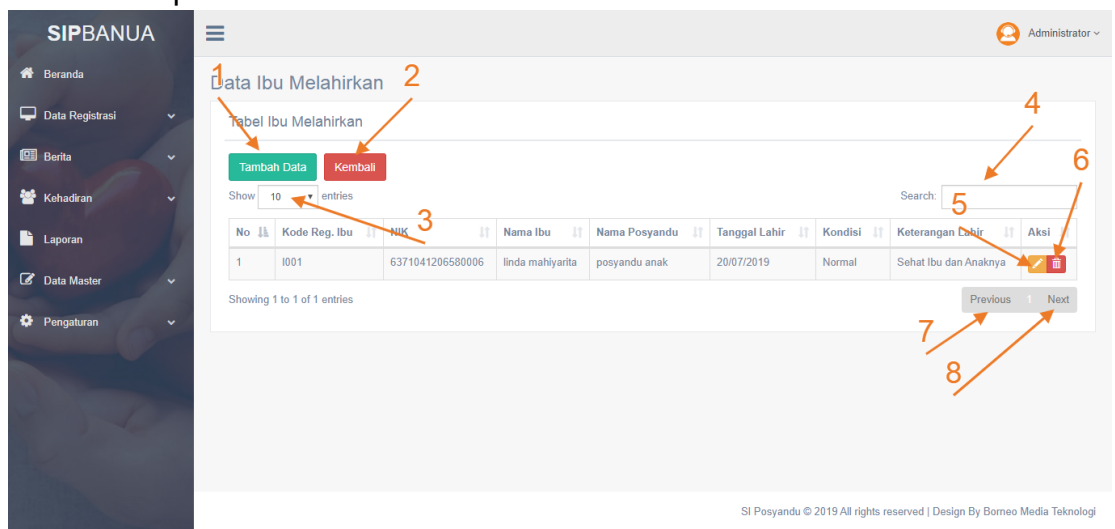 SIPBANUA
Administrator
Beranda
Data Registrasi
Berita
Kehadiran
Laporan
Data Master
Pengaturan
Data Ibu Melahirkan
1
2
Tabel Ibu Melahirkan
4
Tambah Data Kembali
6
Show 10 entries
Search:
5
3
No Kode Reg. Ibu NIK Nama Ibu Nama Posyandu Tanggal Lahir Kondisi Keterangan Lahir Aksi
1 I001 6371041206580006 linda mahiyarita posyandu anak 20/07/2019 Normal Sehat Ibu dan Anaknya
Showing 1 to 1 of 1 entries
Previous 1 Next
7
8
SI Posyandu © 2019 All rights reserved | Design By Borneo Media Teknologi